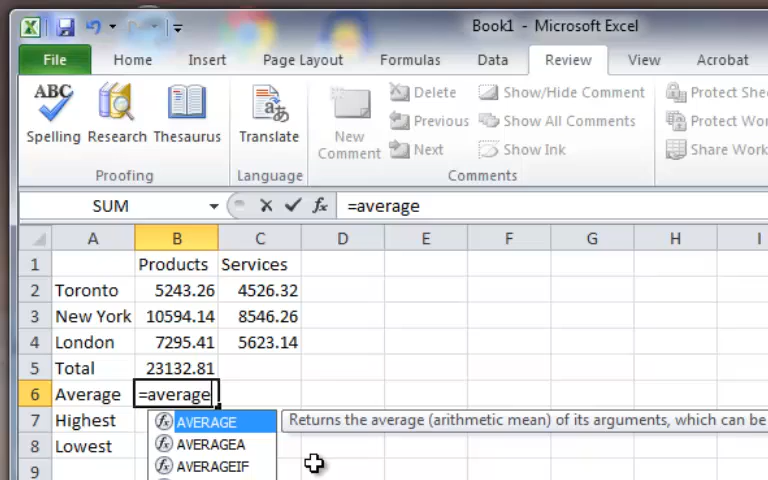 Book1 - Microsoft Excel
File Home Insert Page Layout Formulas Data Review View Acrobat
ABC
Spelling Research Thesaurus Translate New Comment Delete Previous Next Show/Hide Comment Show All Comments Show Ink Protect Shee Protect Wor Share Work
Proofing Language Comments
SUM fx =average
A B C D E F G H I
1 Products Services
2 Toronto 5243.26 4526.32
3 New York 10594.14 8546.26
4 London 7295.41 5623.14
5 Total 23132.81
6 Average =average
7 Highest fx AVERAGE Returns the average (arithmetic mean) of its arguments, which can be
8 Lowest fx AVERAGEA
9 fx AVERAGEIF